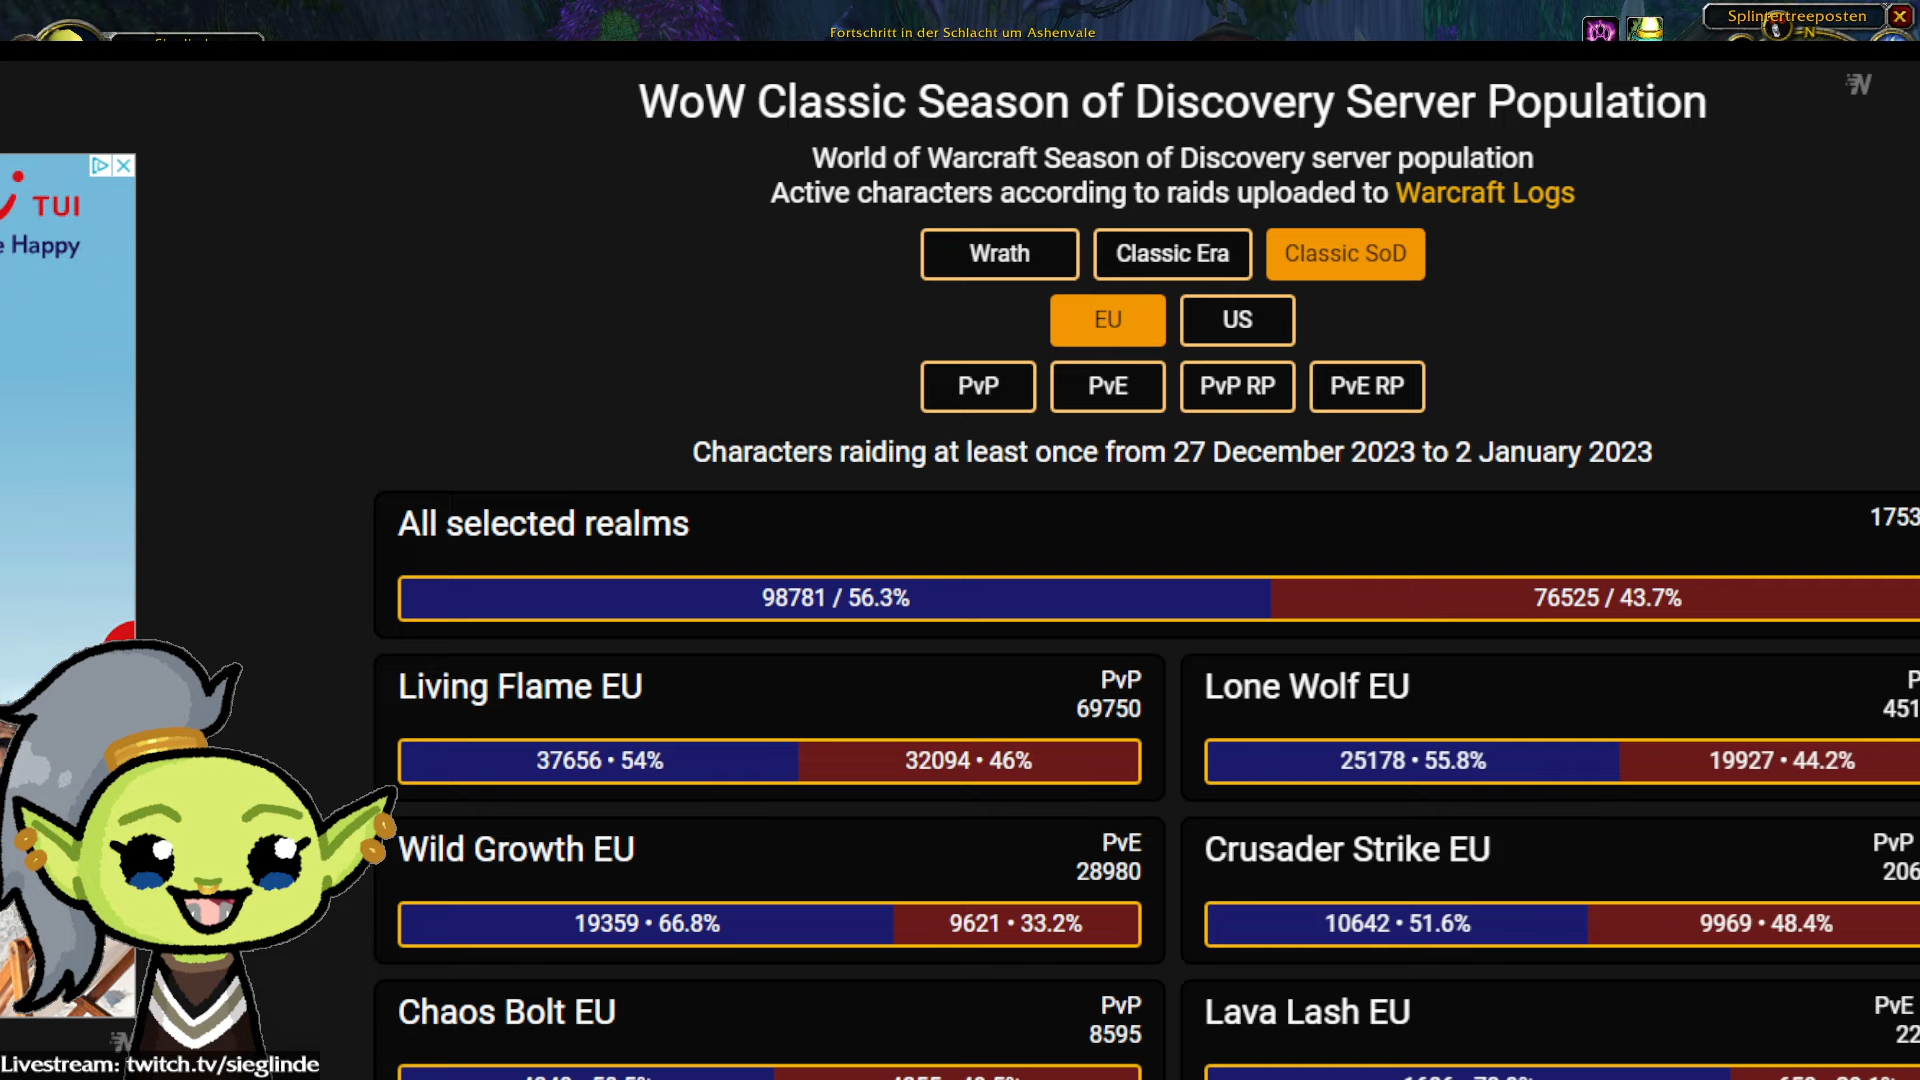 Fortschritt in der Schlacht um Ashenvale
Splintertreeposten
N
WoW Classic Season of Discovery Server Population
World of Warcraft Season of Discovery server population
Active characters according to raids uploaded to Warcraft Logs
TUI
e Happy
Wrath Classic Era Classic SoD
EU US
PvP PvE PvP RP PvE RP
Characters raiding at least once from 27 December 2023 to 2 January 2023
All selected realms 1753
98781 / 56.3% 76525 / 43.7%
Living Flame EU PvP
69750
37656 • 54% 32094 • 46%
Lone Wolf EU P
451
25178 • 55.8% 19927 • 44.2%
Wild Growth EU PvE
28980
19359 • 66.8% 9621 • 33.2%
Crusader Strike EU PvP
206
10642 • 51.6% 9969 • 48.4%
Chaos Bolt EU PvP
8595
Lava Lash EU PvE
22
Livestream: twitch.tv/sieglinde